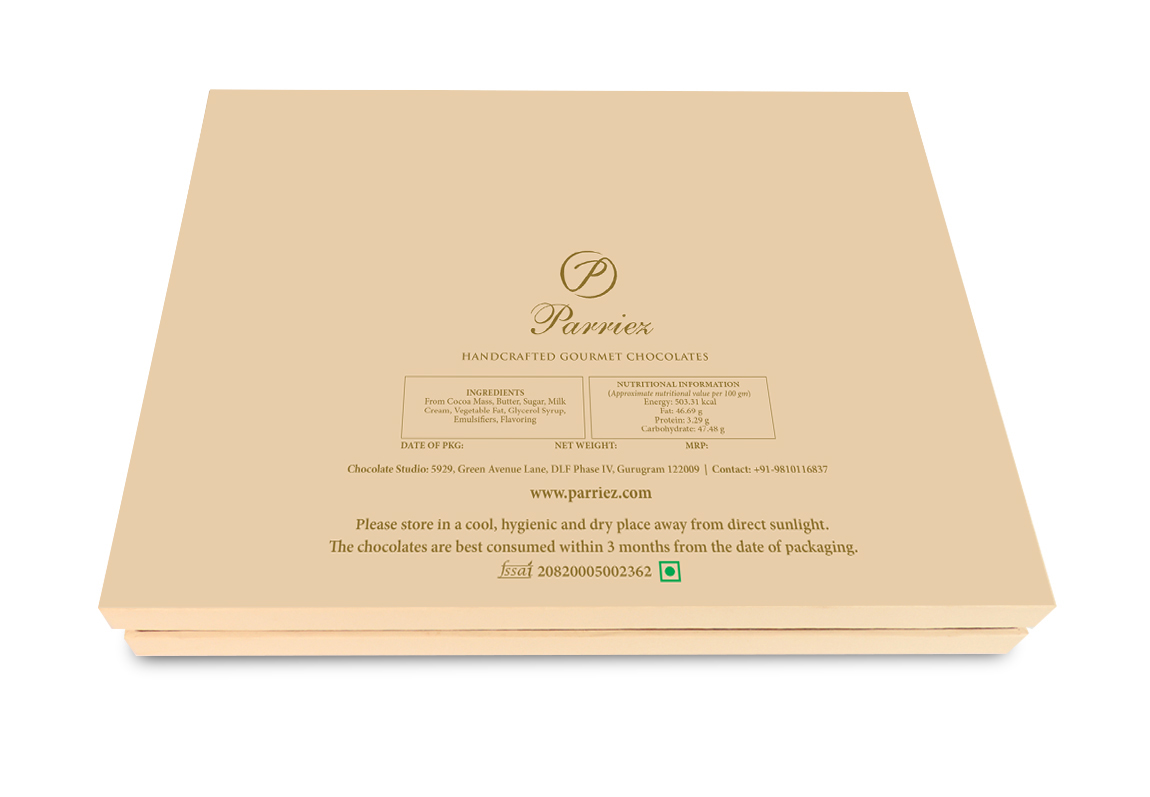 P
Parriez
HANDCRAFTED GOURMET CHOCOLATES
INGREDIENTS
From Cocoa Mass, Butter, Sugar, Milk
Cream, Vegetable Fat, Glycerol Syrup,
Emulsifiers, Flavoring
NUTRITIONAL INFORMATION
(Approximate nutritional value per 100 gm)
Energy: 503.31 kcal
Fat: 46.69 g
Protein: 3.29 g
Carbohydrate: 47.48 g
DATE OF PKG: NET WEIGHT: MRP:
Chocolate Studio: 5929, Green Avenue Lane, DLF Phase IV, Gurugram 122009 | Contact: +91-9810116837
www.parriez.com
Please store in a cool, hygienic and dry place away from direct sunlight.
The chocolates are best consumed within 3 months from the date of packaging.
fssai 20820005002362